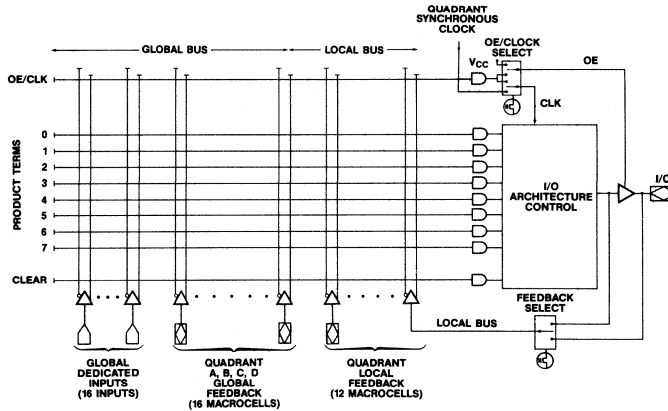 QUADRANT
SYNCHRONOUS
CLOCK
OE/CLOCK
SELECT
GLOBAL BUS
LOCAL BUS
OE/CLK
VCC
OE
CLK
PRODUCT TERMS
0
1
2
3
4
5
6
7
CLEAR
I/O
ARCHITECTURE
CONTROL
I/O
FEEDBACK
SELECT
LOCAL BUS
GLOBAL
DEDICATED
INPUTS
(16 INPUTS)
QUADRANT
A, B, C, D
GLOBAL
FEEDBACK
(16 MACROCELLS)
QUADRANT
LOCAL
FEEDBACK
(12 MACROCELLS)